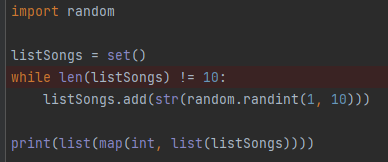 import random

listSongs = set()
while len(listSongs) != 10:
    listSongs.add(str(random.randint(1, 10)))

print(list(map(int, list(listSongs))))